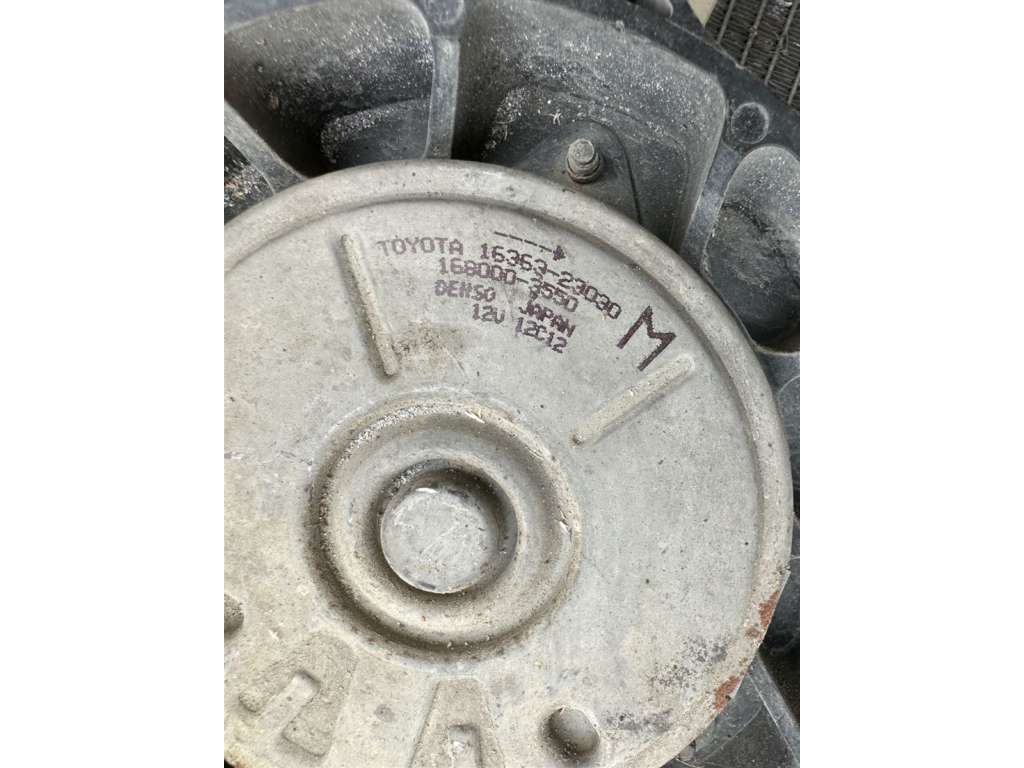 TOYOTA 16363-23030
168000-3550
DENSO JAPAN
12V 12C12
M